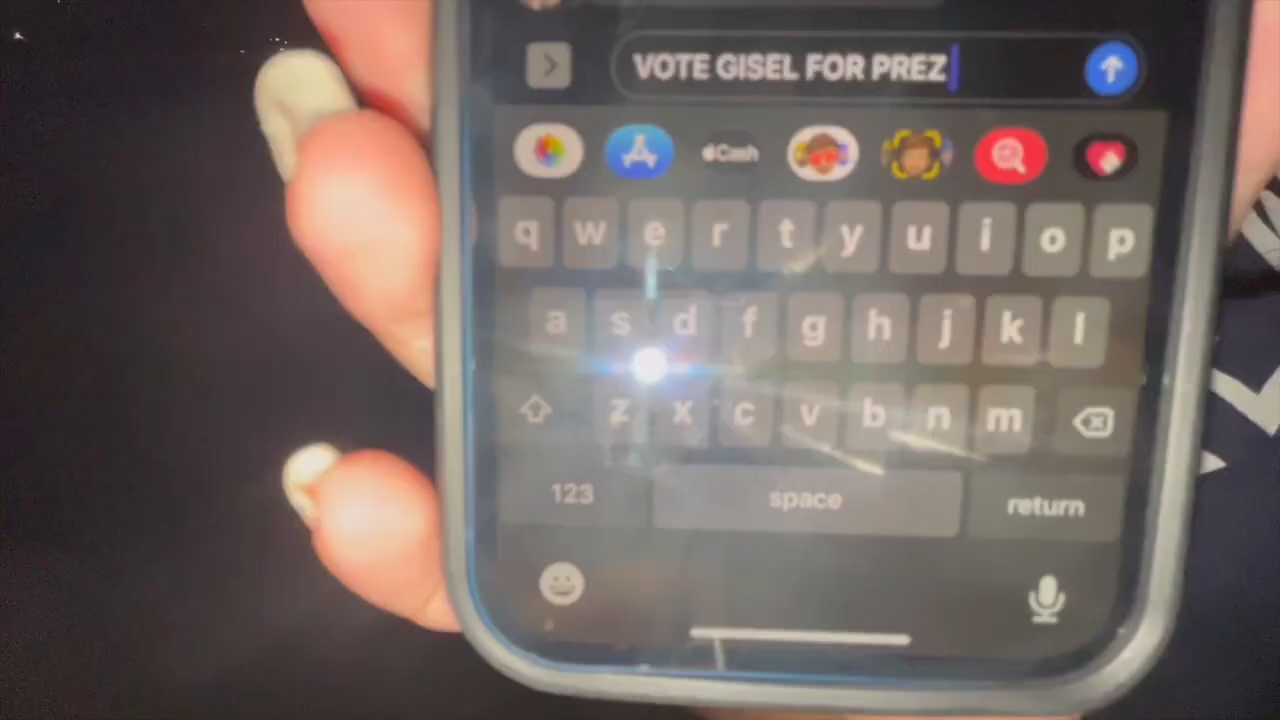 VOTE GISEL FOR PREZ
Cash
q w e r t y u i o p
a s d f g h j k l
z x c v b n m
123 space return